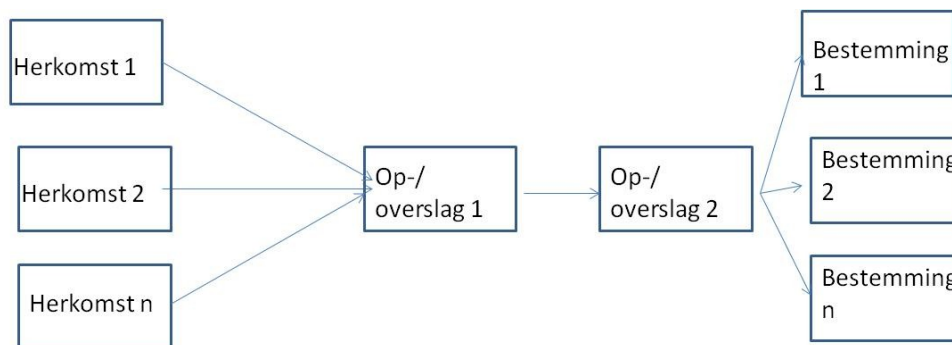 Herkomst 1
Herkomst 2
Herkomst n
Op-/
overslag 1
Op-/
overslag 2
Bestemming
1
Bestemming
2
Bestemming
n